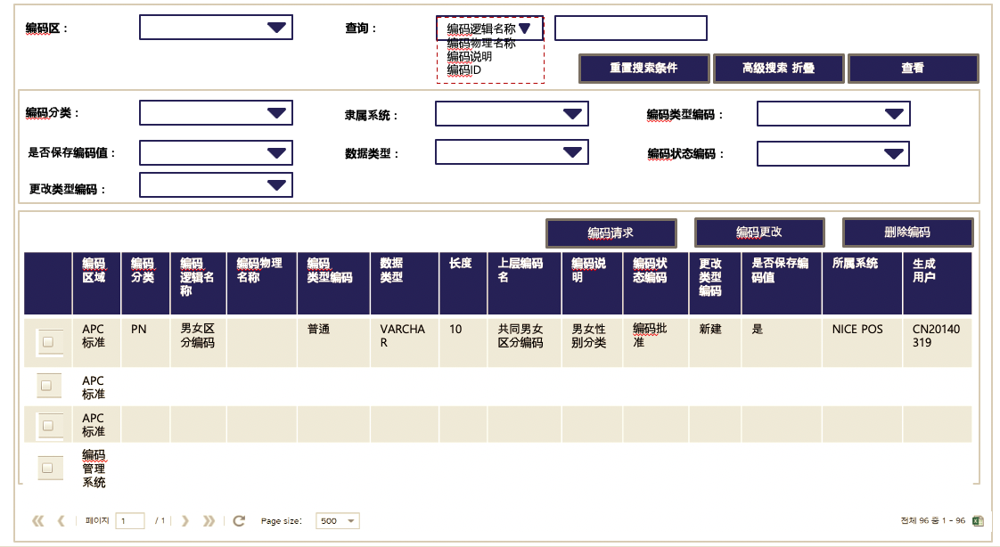 编码区：
查询：
编码逻辑名称
编码物理名称
编码说明
编码ID
重置搜索条件
高级搜索 折叠
查看
编码分类：
隶属系统：
编码类型编码：
是否保存编码值：
数据类型：
编码状态编码：
更改类型编码：
编码请求
编码更改
删除编码
编码
区域
编码
分类
编码
逻辑名
称
编码物理
名称
编码
类型编码
数据
类型
长度
上层编码
名
编码说
明
编码状
态编码
更改
类型
编码
是否保存编
码值
所属系统
生成
用户
APC
标准
PN
男女区
分编码
普通
VARCHA
R
10
共同男女
区分编码
男女性
别分类
编码批
准
新建
是
NICE POS
CN20140
319
APC
标准
APC
标准
编码
管理
系统
페이지 1 / 1 Page size: 500
전체 96 중 1 - 96